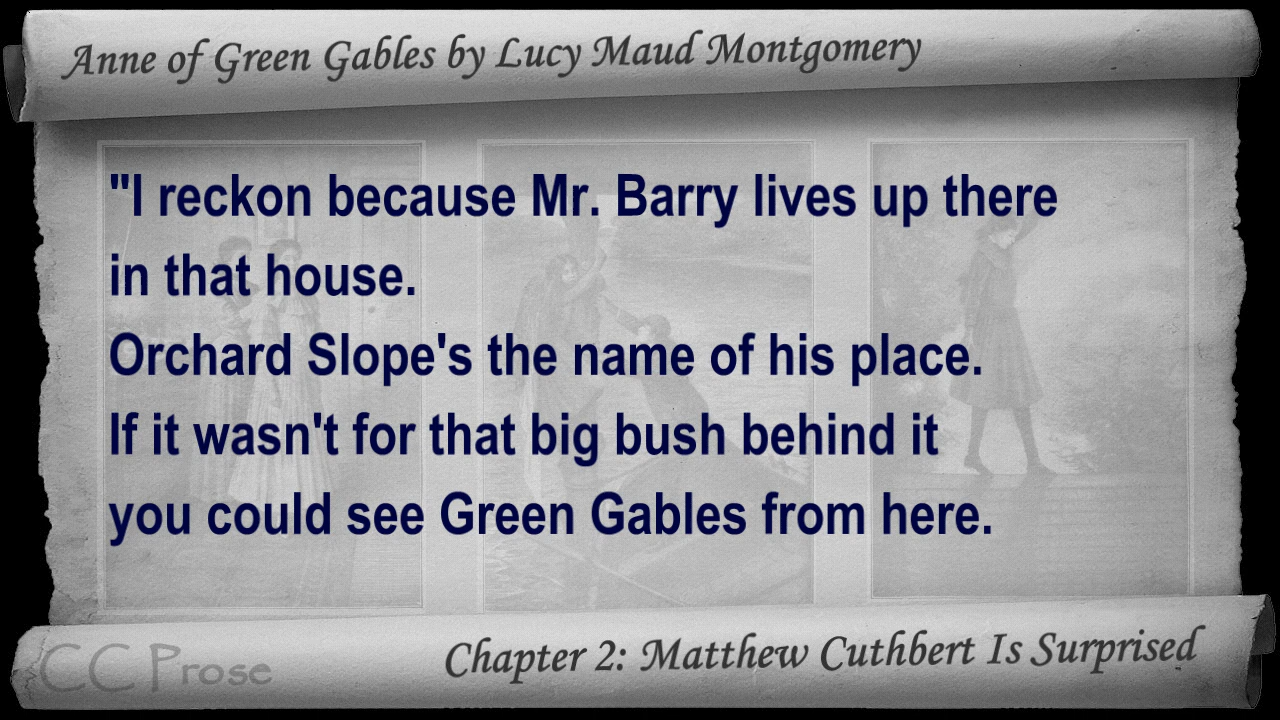 Anne of Green Gables by Lucy Maud Montgomery
"I reckon because Mr. Barry lives up there
in that house.
Orchard Slope's the name of his place.
If it wasn't for that big bush behind it
you could see Green Gables from here.
CC Prose
Chapter 2: Matthew Cuthbert Is Surprised